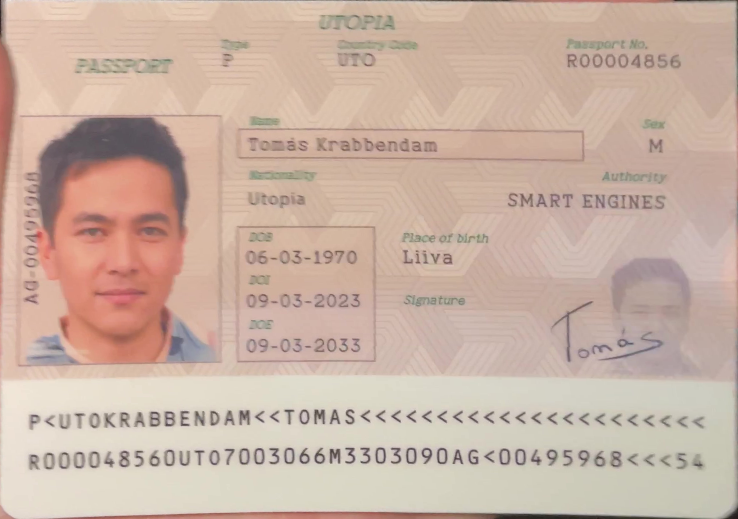 UTOPIA
PASSPORT
Type
P
Country Code
UTO
Passport No.
R00004856
Name
Tomás Krabbendam
Sex
M
Nationality
Utopia
Authority
SMART ENGINES
DOB
06-03-1970
Place of birth
Liiva
DOI
09-03-2023
Signature
Tomás
DOE
09-03-2033
AG-00495968
P<UTOKRABBENDAM<<TOMAS<<<<<<<<<<<<<<<<<<<<<<
R000048560UTO7003066M3303090AG<00495968<<<54